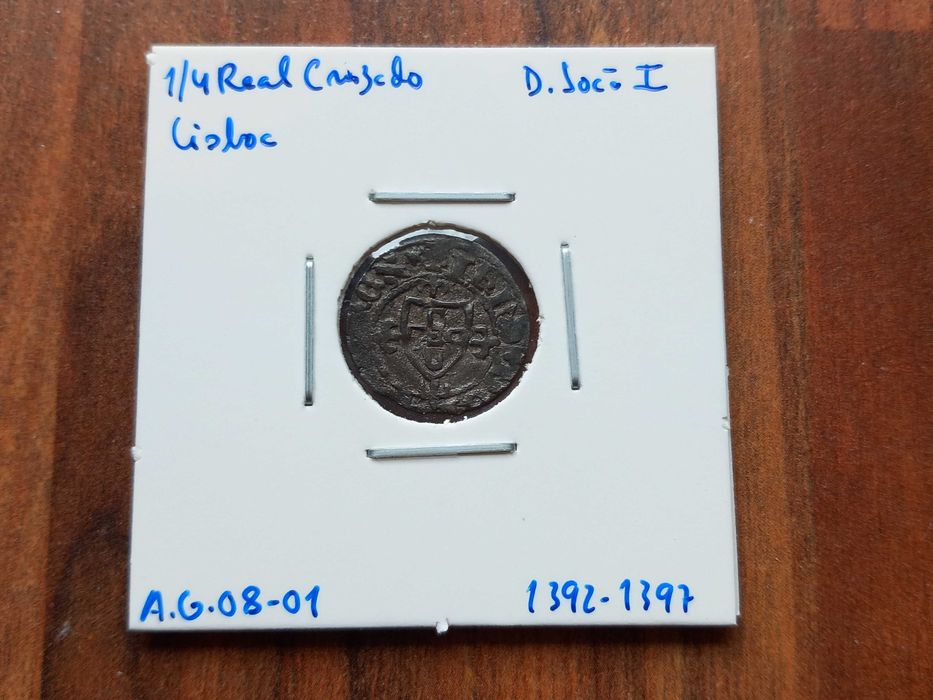 1/4 Real Cruzado
D. João I
Lisboa
A.G.08-01
1392-1397